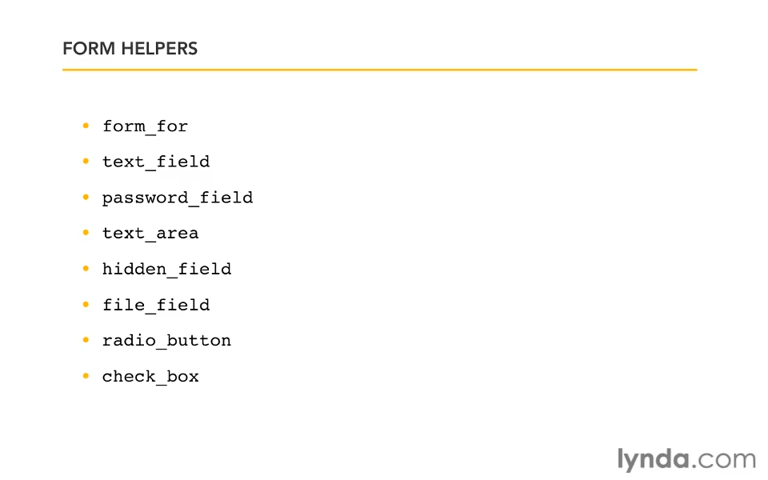 FORM HELPERS
• form_for
• text_field
• password_field
• text_area
• hidden_field
• file_field
• radio_button
• check_box
lynda.com